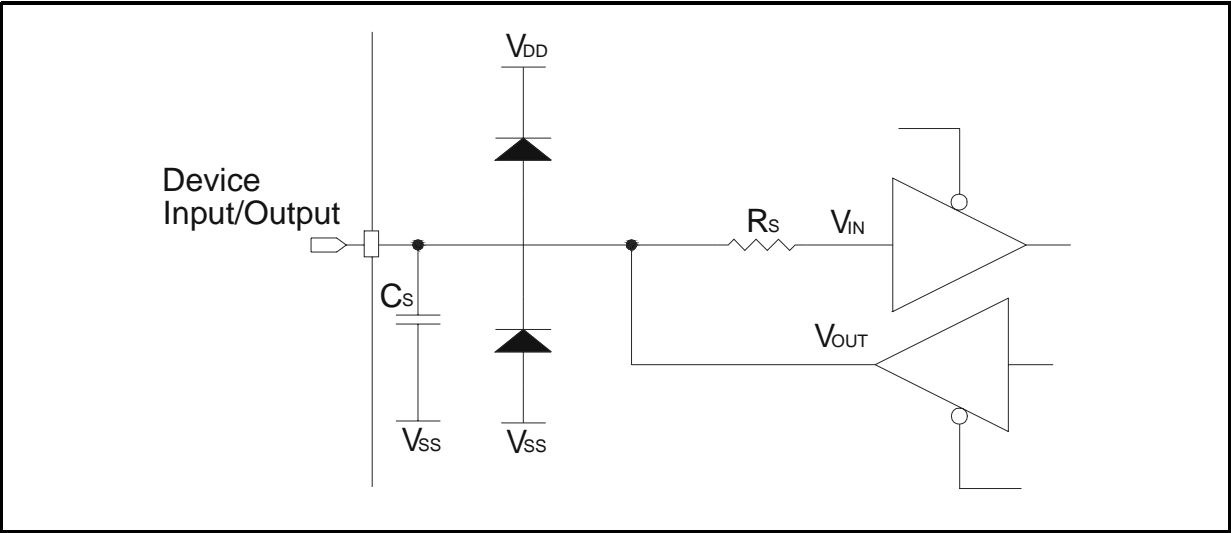 VDD
Device
Input/Output
RS
VIN
CS
VOUT
VSS
VSS